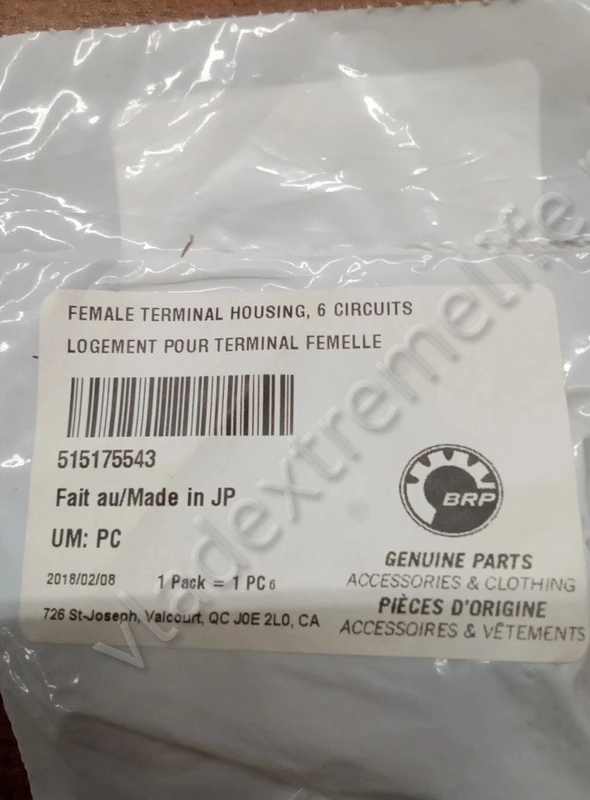 FEMALE TERMINAL HOUSING, 6 CIRCUITS
LOGEMENT POUR TERMINAL FEMELLE
515175543
Fait au/Made in JP
UM: PC
2018/02/08 1 Pack = 1 PC 6
726 St-Joseph, Valcourt, QC J0E 2L0, CA
BRP
GENUINE PARTS
ACCESSORIES & CLOTHING
PIÈCES D'ORIGINE
ACCESSOIRES & VÊTEMENTS